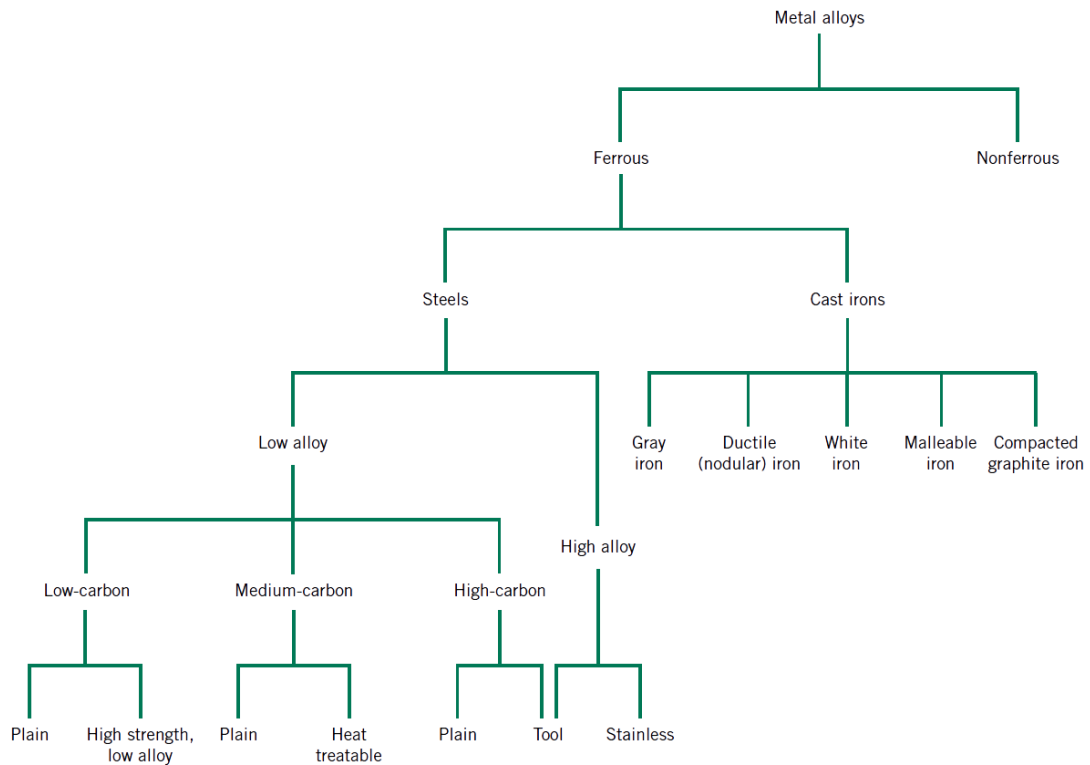 Metal alloys
Ferrous
Nonferrous
Steels
Cast irons
Low alloy
Gray
iron
Ductile
(nodular) iron
White
iron
Malleable
iron
Compacted
graphite iron
High alloy
Low-carbon
Medium-carbon
High-carbon
Plain
High strength,
low alloy
Plain
Heat
treatable
Plain
Tool
Stainless